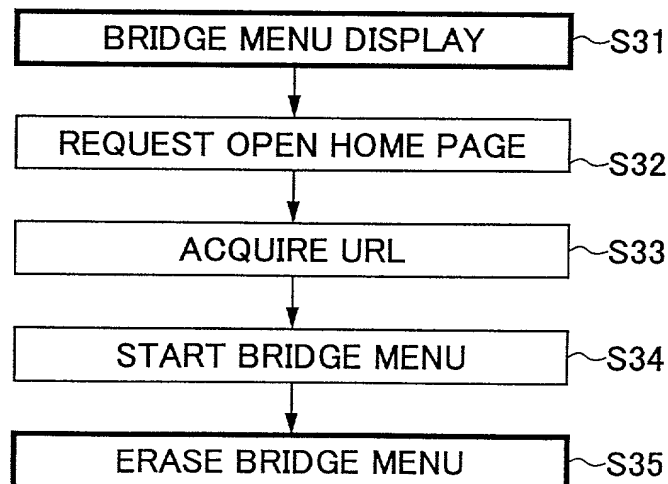 BRIDGE MENU DISPLAY S31
REQUEST OPEN HOME PAGE S32
ACQUIRE URL S33
START BRIDGE MENU S34
ERASE BRIDGE MENU S35